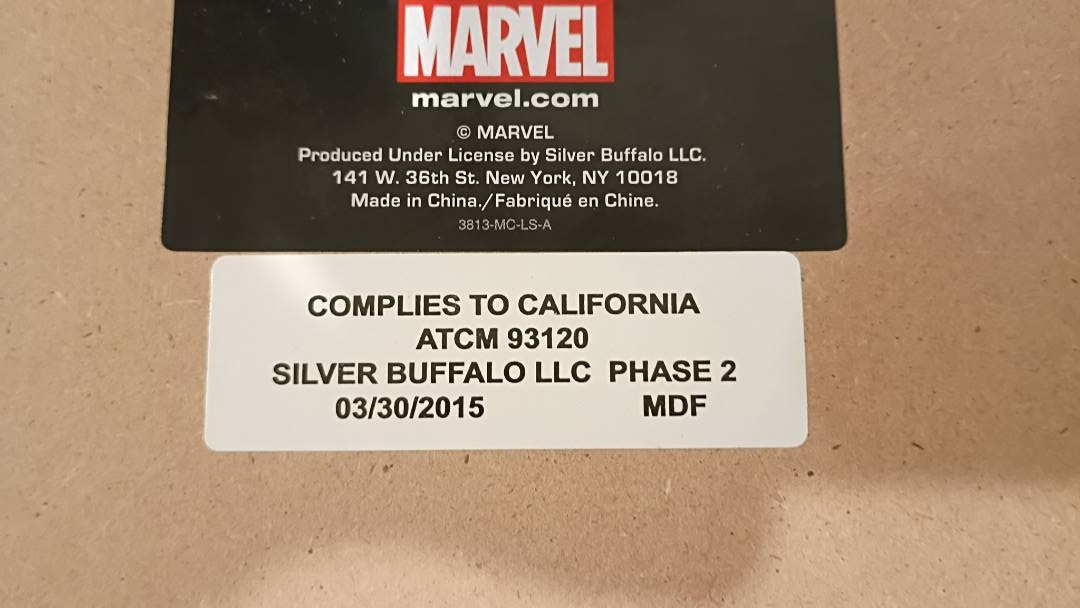 MARVEL
marvel.com
© MARVEL
Produced Under License by Silver Buffalo LLC.
141 W. 36th St. New York, NY 10018
Made in China./Fabriqué en Chine.
3813-MC-LS-A
COMPLIES TO CALIFORNIA
ATCM 93120
SILVER BUFFALO LLC PHASE 2
03/30/2015 MDF